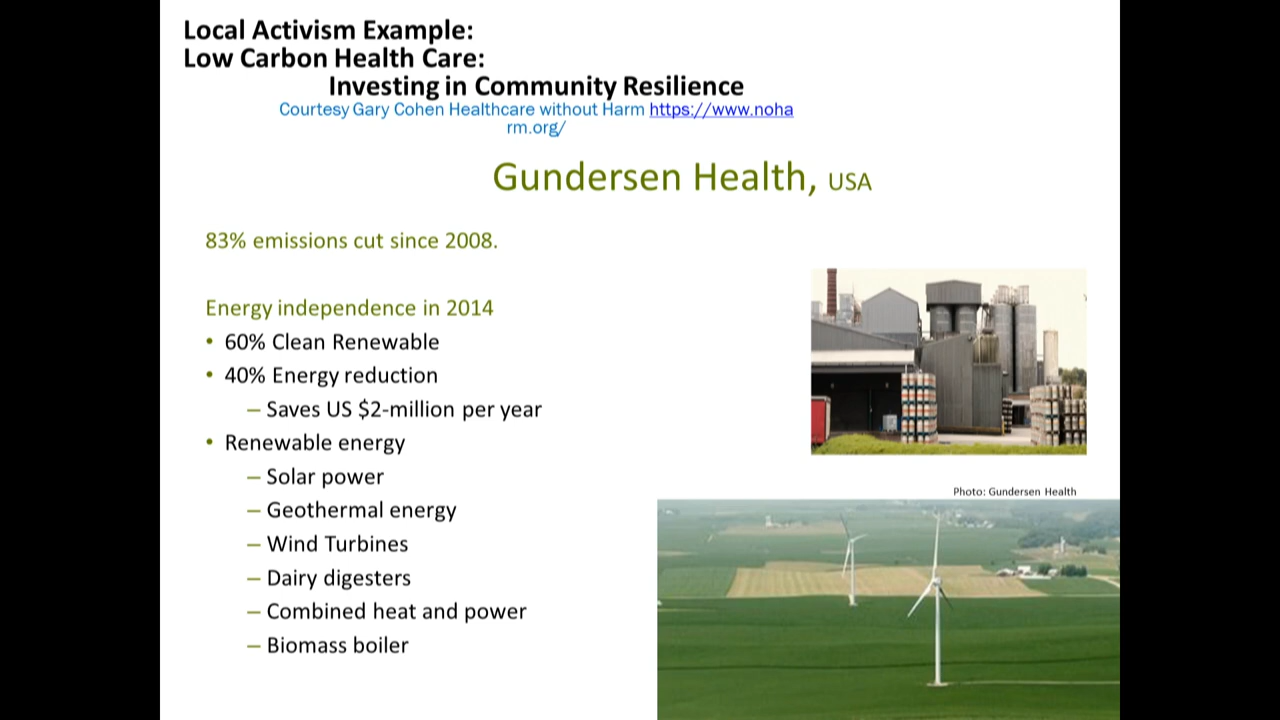 Local Activism Example:
Low Carbon Health Care:
Investing in Community Resilience
Courtesy Gary Cohen Healthcare without Harm https://www.noha
rm.org/
Gundersen Health, USA
83% emissions cut since 2008.
Energy independence in 2014
• 60% Clean Renewable
• 40% Energy reduction
– Saves US $2-million per year
• Renewable energy
– Solar power
– Geothermal energy
– Wind Turbines
– Dairy digesters
– Combined heat and power
– Biomass boiler
Photo: Gundersen Health